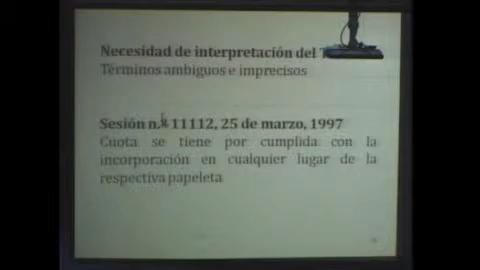 Necesidad de interpretación del
Términos ambiguos e imprecisos
Sesión n.º 11112, 25 de marzo, 1997
Cuota se tiene por cumplida con la
incorporación en cualquier lugar de la
respectiva papeleta